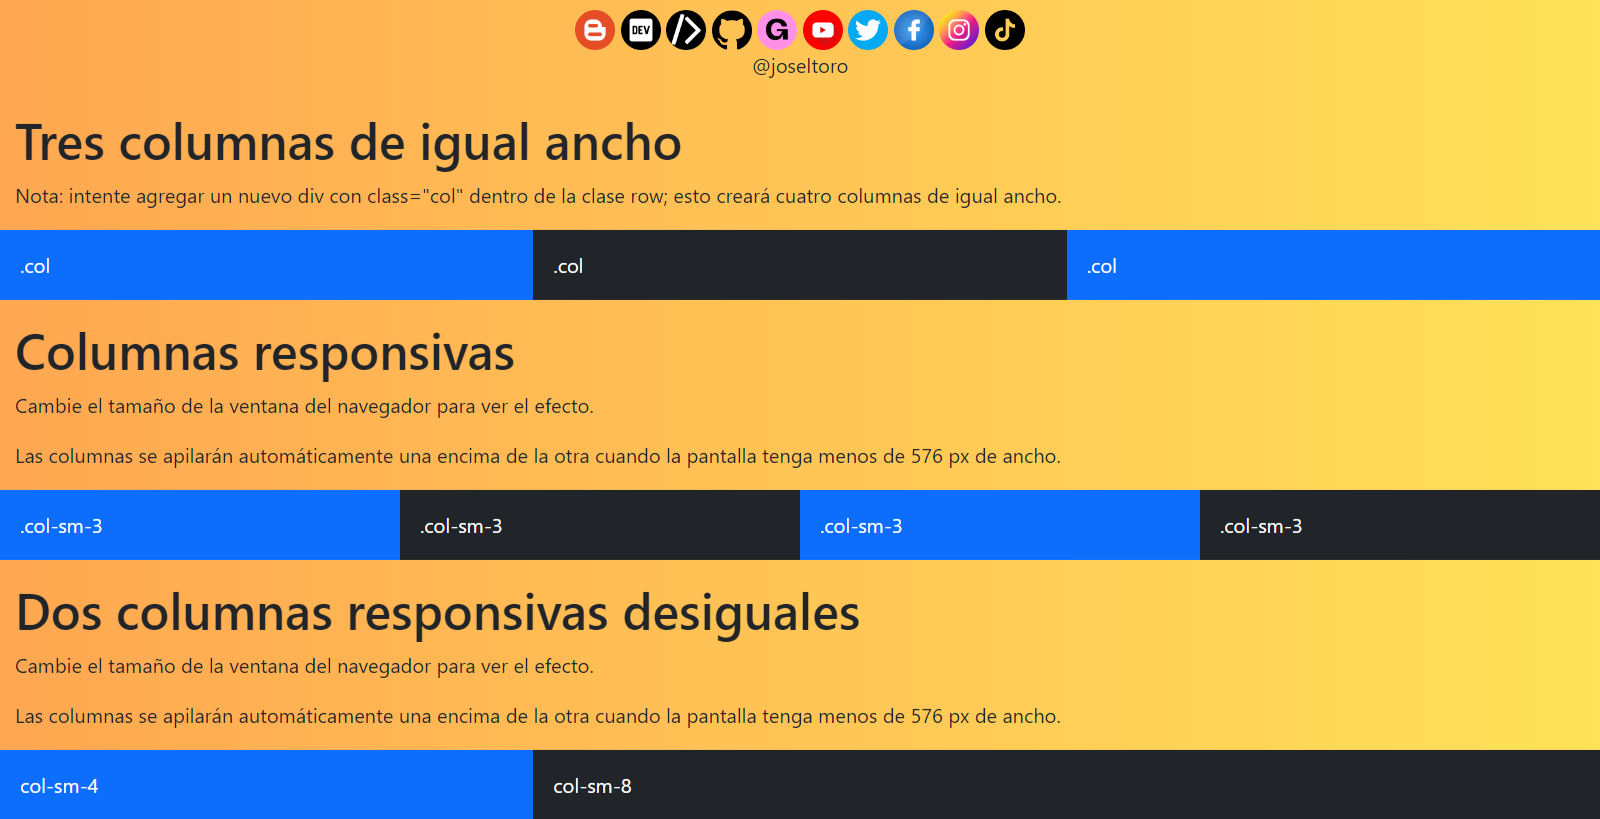 DEV
G
@joseltoro
Tres columnas de igual ancho
Nota: intente agregar un nuevo div con class="col" dentro de la clase row; esto creará cuatro columnas de igual ancho.
.col .col .col
Columnas responsivas
Cambie el tamaño de la ventana del navegador para ver el efecto.
Las columnas se apilarán automáticamente una encima de la otra cuando la pantalla tenga menos de 576 px de ancho.
.col-sm-3 .col-sm-3 .col-sm-3 .col-sm-3
Dos columnas responsivas desiguales
Cambie el tamaño de la ventana del navegador para ver el efecto.
Las columnas se apilarán automáticamente una encima de la otra cuando la pantalla tenga menos de 576 px de ancho.
col-sm-4 col-sm-8